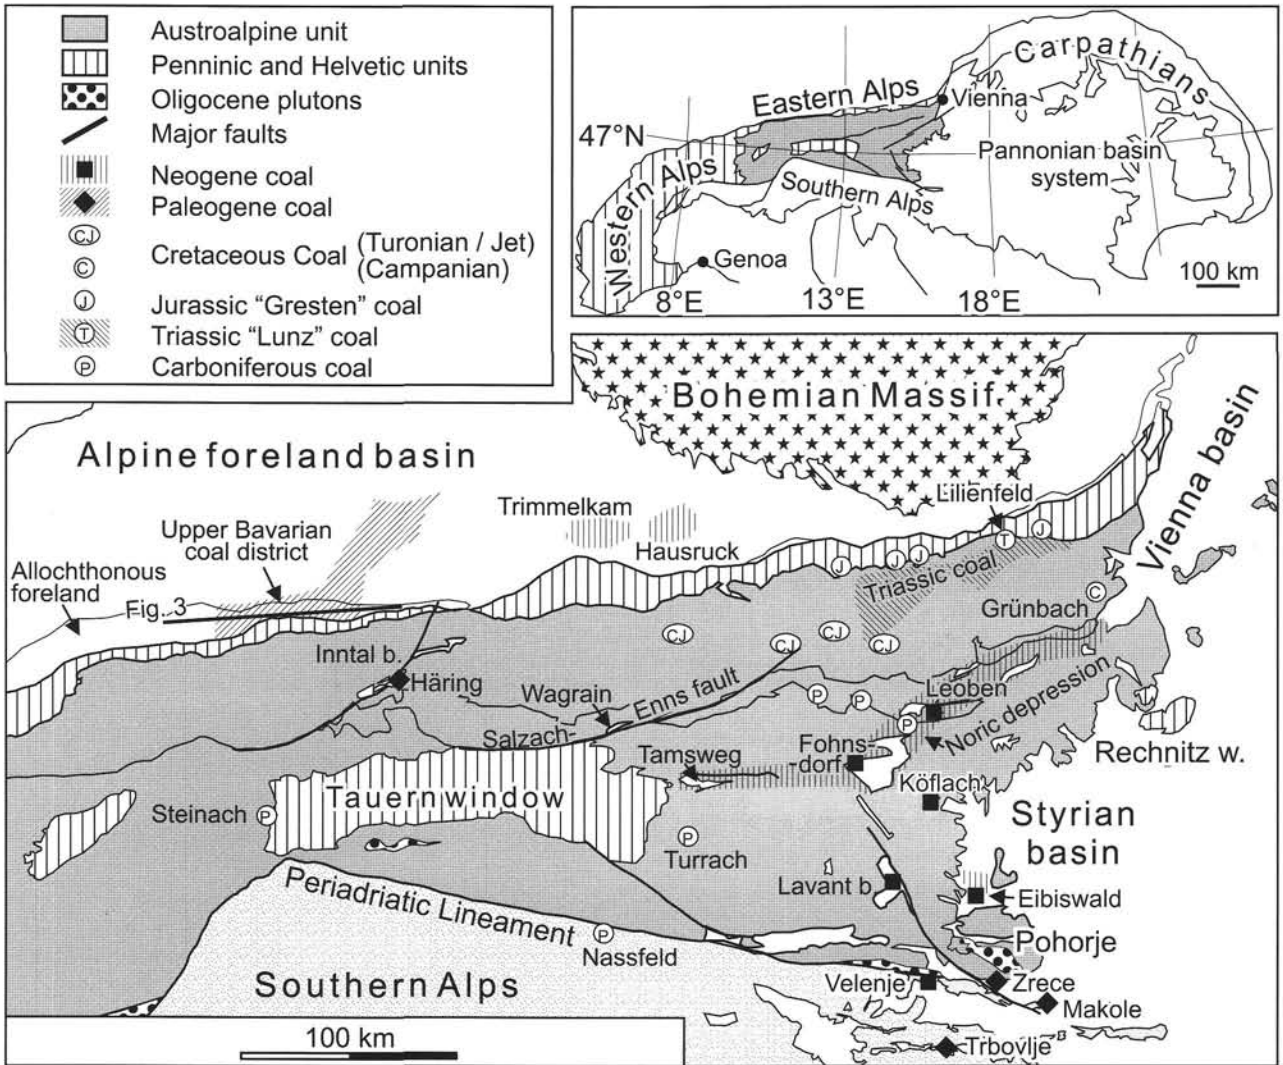 Austroalpine unit
Penninic and Helvetic units
Oligocene plutons
Major faults
Neogene coal
Paleogene coal
CJ
Cretaceous Coal (Turonian / Jet)
C
(Campanian)
J
Jurassic “Gresten” coal
T
Triassic “Lunz” coal
P
Carboniferous coal
Carpathians
Eastern Alps
Vienna
47°N
Pannonian basin
system
Western Alps
Southern Alps
Genoa
100 km
8°E
13°E
18°E
Bohemian Massif
Alpine foreland basin
Vienna basin
Lilienfeld
Trimmelkam
Upper Bavarian
coal district
Hausruck
J
T
J
J
J
Triassic coal
Allochthonous
foreland
Fig. 3
C
Grünbach
CJ
CJ
CJ
CJ
Inntal b.
Häring
Wagrain
Enns fault
Salzach-
P
P
P
Leoben
Noric depression
Rechnitz w.
Tamsweg
Fohns-
-dorf
Köflach
Tauern window
Steinach
P
P
Turrach
Styrian
basin
Lavant b.
Eibiswald
Periadriatic Lineament
P
Nassfeld
Pohorje
Southern Alps
Velenje
Zrece
Makole
Trbovlje
100 km